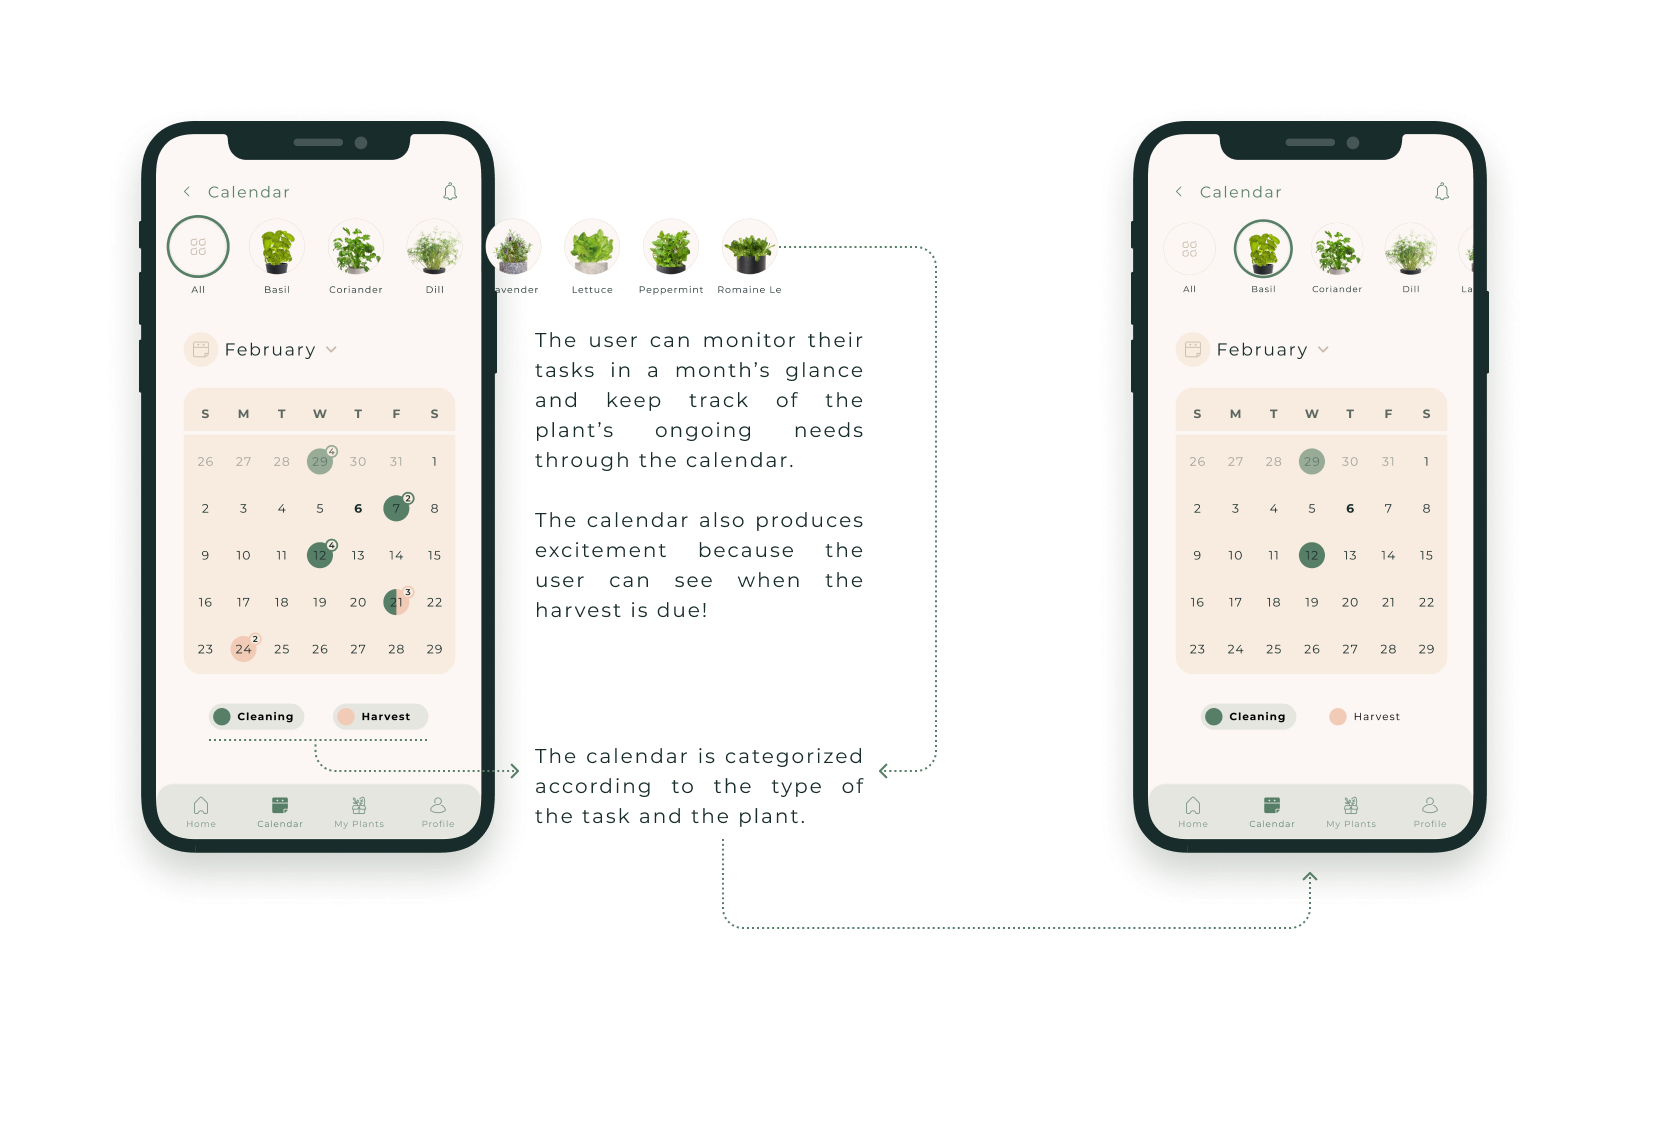 Calendar
All Basil Coriander Dill avender Lettuce Peppermint Romaine Le
February
S M T W T F S
26 27 28 29 4 30 31 1
2 3 4 5 6 7 2 8
9 10 11 12 4 13 14 15
16 17 18 19 20 21 3 22
23 24 2 25 26 27 28 29
Cleaning Harvest
Home Calendar My Plants Profile
The user can monitor their
tasks in a month's glance
and keep track of the
plant's ongoing needs
through the calendar.
The calendar also produces
excitement because the
user can see when the
harvest is due!
The calendar is categorized
according to the type of
the task and the plant.
Calendar
All Basil Coriander Dill La
February
S M T W T F S
26 27 28 29 30 31 1
2 3 4 5 6 7 8
9 10 11 12 13 14 15
16 17 18 19 20 21 22
23 24 25 26 27 28 29
Cleaning Harvest
Home Calendar My Plants Profile